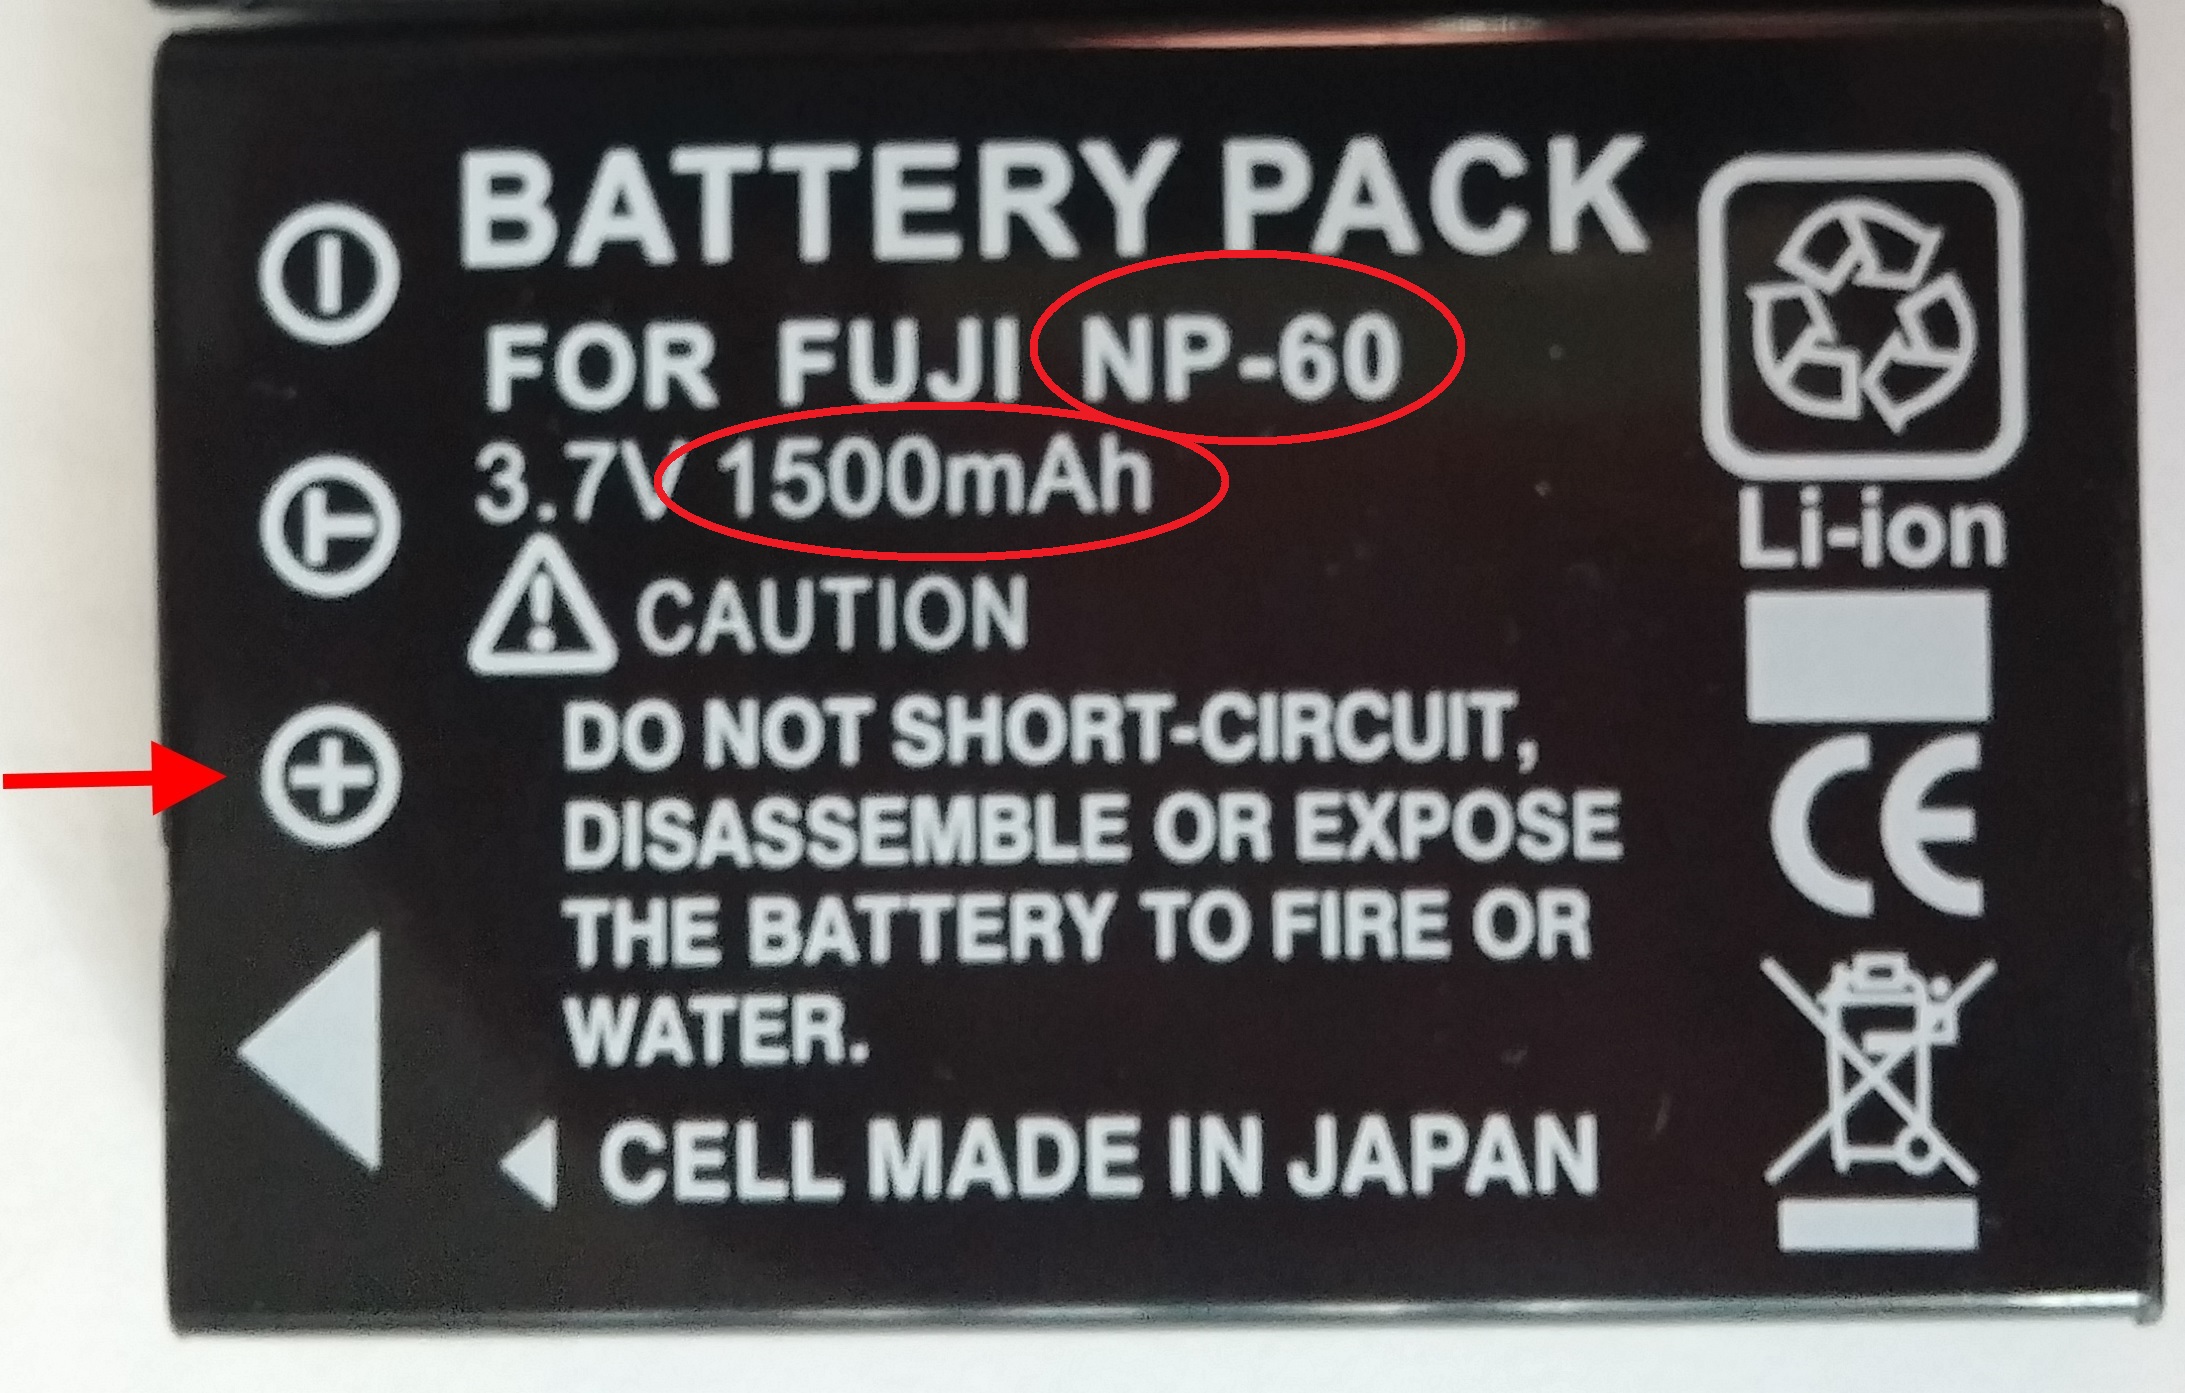 BATTERY PACK
FOR FUJI NP-60
3.7V 1500mAh
CAUTION
DO NOT SHORT-CIRCUIT,
DISASSEMBLE OR EXPOSE
THE BATTERY TO FIRE OR
WATER.
CELL MADE IN JAPAN
T
Li-ion
CE